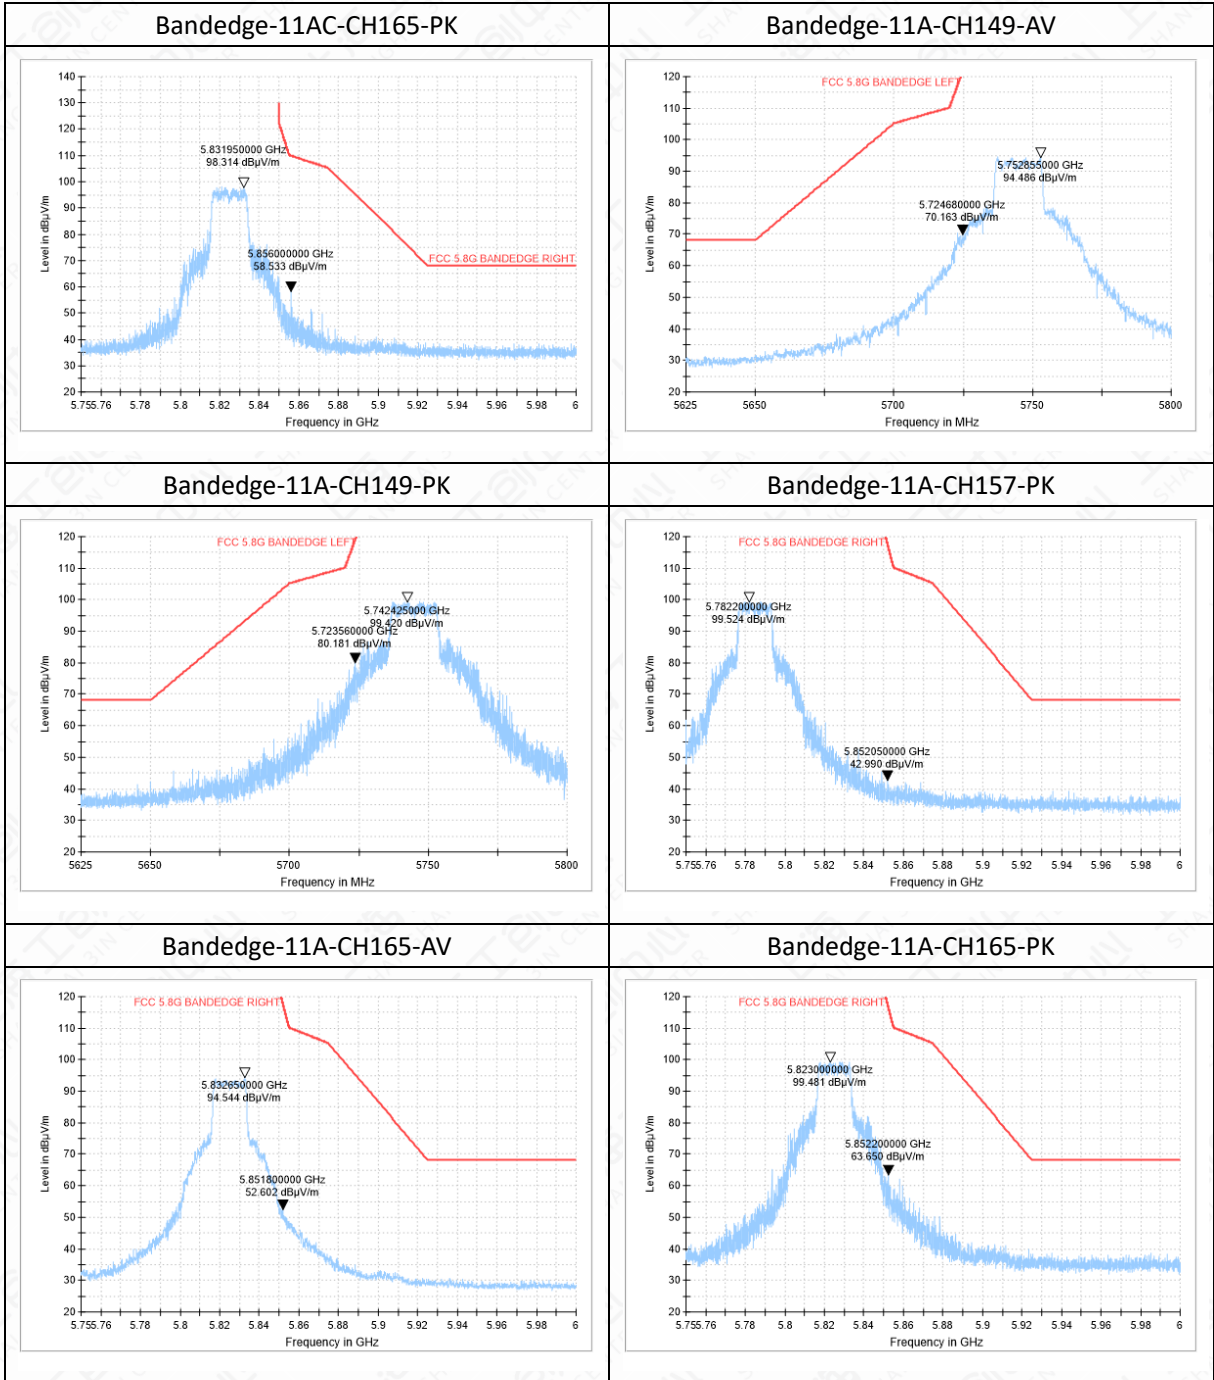 Bandedge-11AC-CH165-PK
Bandedge-11A-CH149-AV
140
130
120
110
100
90
80
70
60
50
40
30
20
Level in dBµV/m
5.831950000 GHz
98.314 dBµV/m
5.856000000 GHz
58.533 dBµV/m
FCC 5.8G BANDEDGE RIGHT
5.755.76 5.78 5.8 5.82 5.84 5.86 5.88 5.9 5.92 5.94 5.96 5.98 6
Frequency in GHz
120
110
100
90
80
70
60
50
40
30
20
Level in dBµV/m
FCC 5.8G BANDEDGE LEFT
5.752855000 GHz
94.486 dBµV/m
5.724680000 GHz
70.163 dBµV/m
5625 5650 5700 5750 5800
Frequency in MHz
Bandedge-11A-CH149-PK
Bandedge-11A-CH157-PK
120
110
100
90
80
70
60
50
40
30
20
Level in dBµV/m
FCC 5.8G BANDEDGE LEFT
5.742425000 GHz
99.420 dBµV/m
5.723560000 GHz
80.181 dBµV/m
5625 5650 5700 5750 5800
Frequency in MHz
120
110
100
90
80
70
60
50
40
30
20
Level in dBµV/m
FCC 5.8G BANDEDGE RIGHT
5.782200000 GHz
99.524 dBµV/m
5.852050000 GHz
42.990 dBµV/m
5.755.76 5.78 5.8 5.82 5.84 5.86 5.88 5.9 5.92 5.94 5.96 5.98 6
Frequency in GHz
Bandedge-11A-CH165-AV
Bandedge-11A-CH165-PK
120
110
100
90
80
70
60
50
40
30
20
Level in dBµV/m
FCC 5.8G BANDEDGE RIGHT
5.832650000 GHz
94.544 dBµV/m
5.851800000 GHz
52.602 dBµV/m
5.755.76 5.78 5.8 5.82 5.84 5.86 5.88 5.9 5.92 5.94 5.96 5.98 6
Frequency in GHz
120
110
100
90
80
70
60
50
40
30
20
Level in dBµV/m
FCC 5.8G BANDEDGE RIGHT
5.823000000 GHz
99.481 dBµV/m
5.852200000 GHz
63.650 dBµV/m
5.755.76 5.78 5.8 5.82 5.84 5.86 5.88 5.9 5.92 5.94 5.96 5.98 6
Frequency in GHz